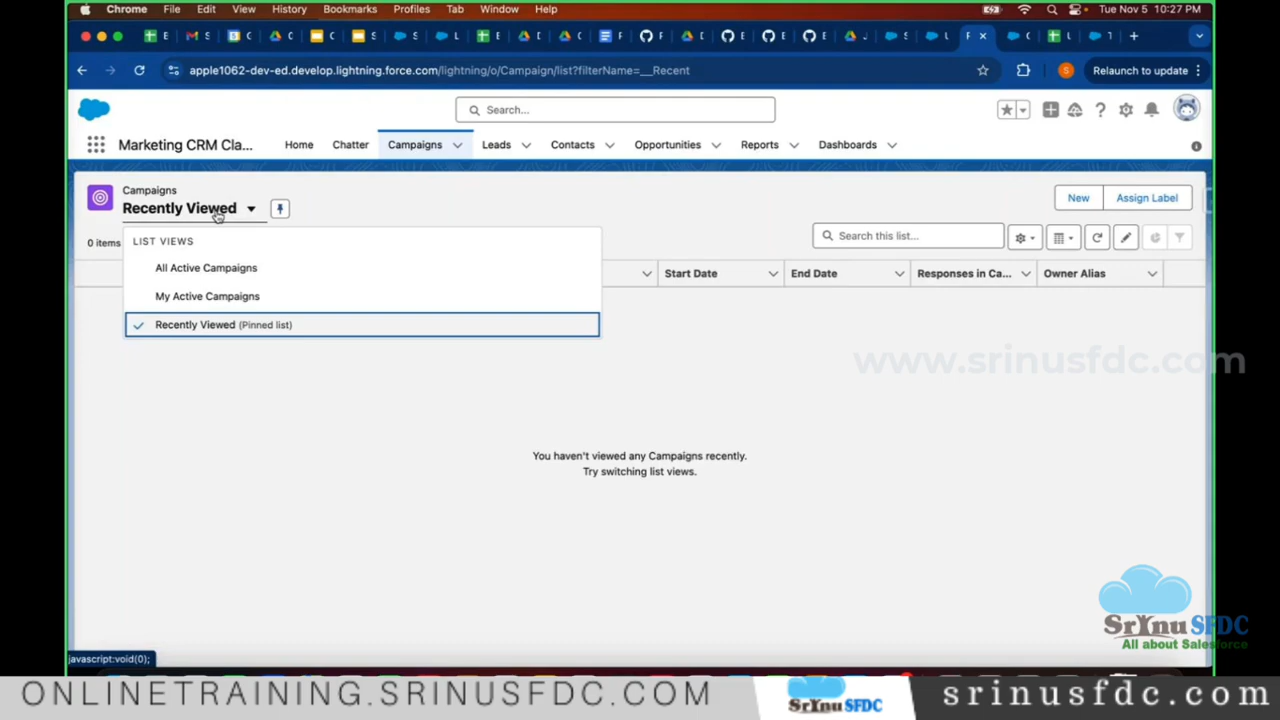 Chrome File Edit View History Bookmarks Profiles Tab Window Help Tue Nov 5 10:27 PM
apple1062-dev-ed.develop.lightning.force.com/lightning/o/Campaign/list?filterName=__Recent S Relaunch to update
Search...
Marketing CRM Cla... Home Chatter Campaigns Leads Contacts Opportunities Reports Dashboards
Campaigns
Recently Viewed
New Assign Label
0 items
Search this list...
LIST VIEWS
All Active Campaigns
My Active Campaigns
Recently Viewed (Pinned list)
Start Date End Date Responses in Ca... Owner Alias
www.srinusfdc.com
You haven't viewed any Campaigns recently.
Try switching list views.
SrinuSFDC
All about Salesforce
javascript:void(0);
ONLINETRAINING.SRINUSFDC.COM
SrinuSFDC
srinusfdc.com